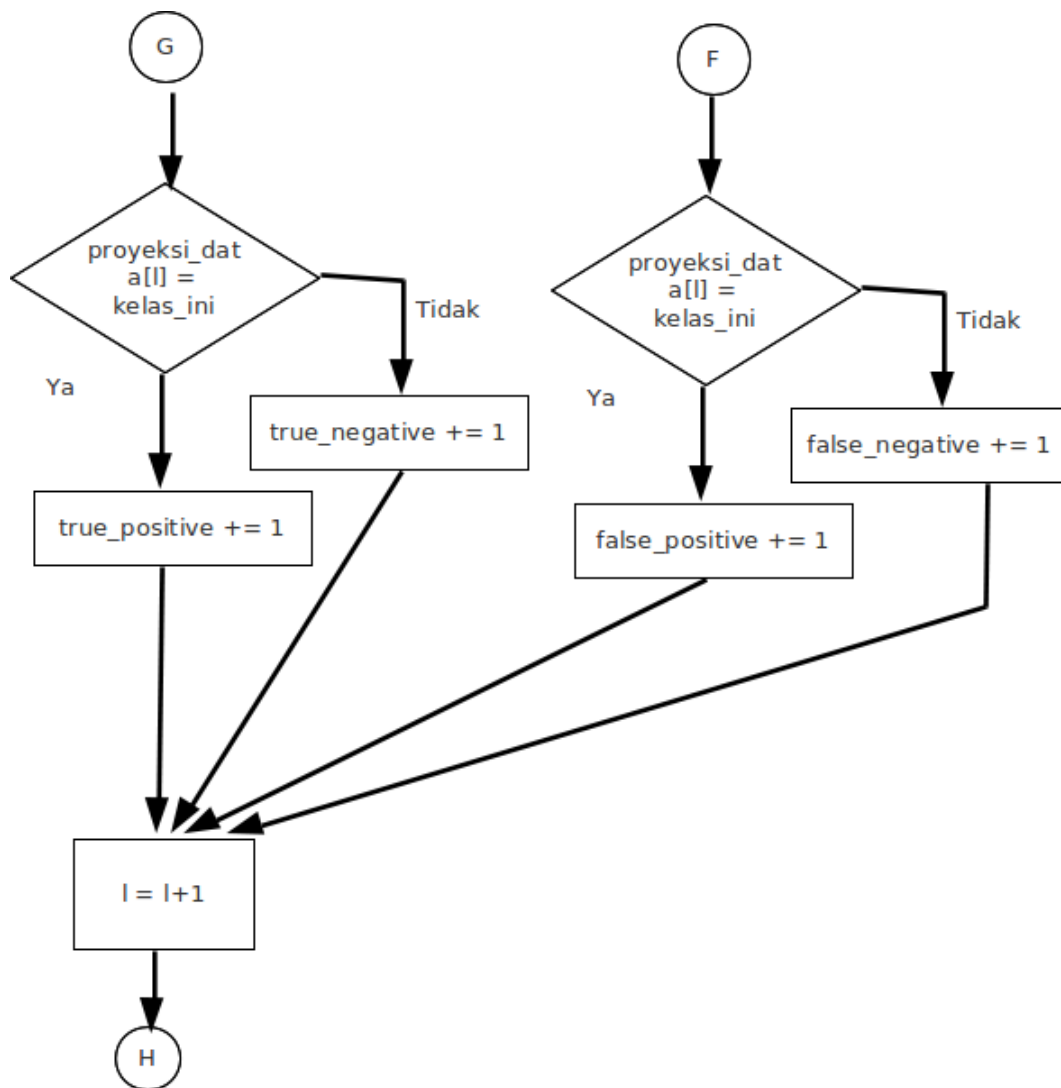 G
proyeksi_dat
a[l] =
kelas_ini
Tidak
Ya
true_negative += 1
true_positive += 1
F
proyeksi_dat
a[l] =
kelas_ini
Tidak
Ya
false_negative += 1
false_positive += 1
l = l+1
H